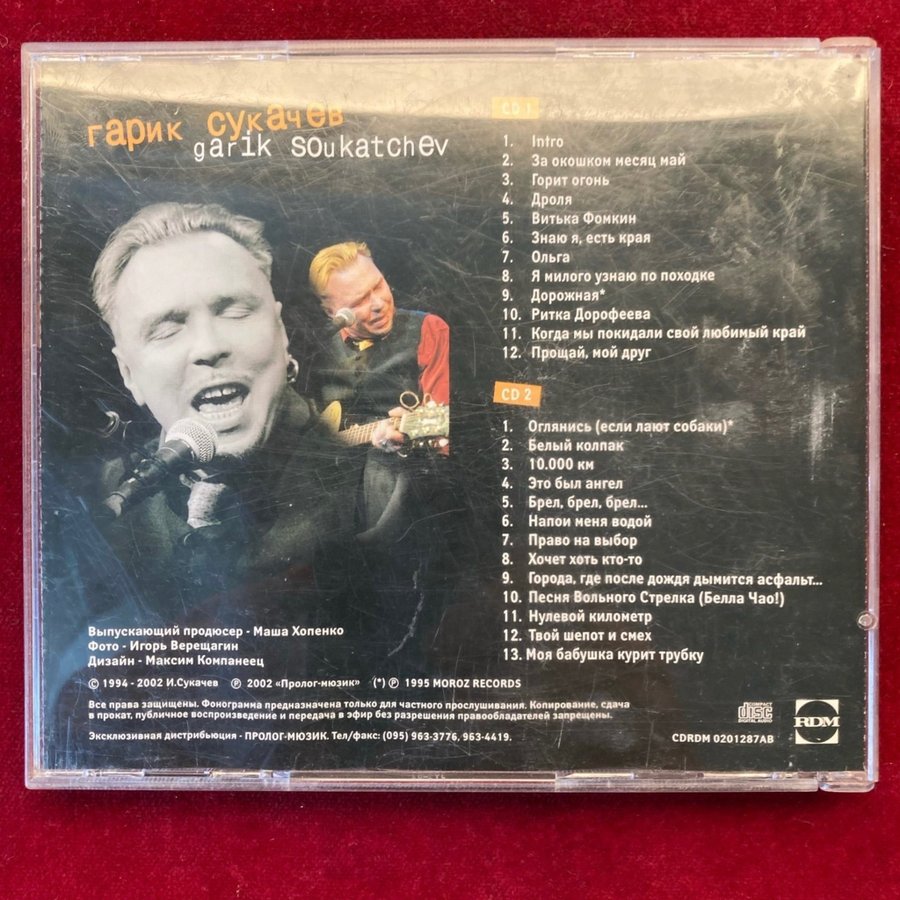 гарик сукачев
garik soukatchev
CD 1
1. Intro
2. За окошком месяц май
3. Горит огонь
4. Дроля
5. Витька Фомкин
6. Знаю я, есть края
7. Ольга
8. Я милого узнаю по походке
9. Дорожная*
10. Ритка Дорофеева
11. Когда мы покидали свой любимый край
12. Прощай, мой друг
CD 2
1. Оглянись (если лают собаки)*
2. Белый колпак
3. 10.000 км
4. Это был ангел
5. Брел, брел, брел...
6. Напои меня водой
7. Право на выбор
8. Хочет хоть кто-то
9. Города, где после дождя дымится асфальт...
10. Песня Вольного Стрелка (Белла Чао!)
11. Нулевой километр
12. Твой шепот и смех
13. Моя бабушка курит трубку
Выпускающий продюсер - Маша Хопенко
Фото - Игорь Верещагин
Дизайн - Максим Компанеец
© 1994 - 2002 И.Сукачев ℗ 2002 «Пролог-мюзик» (*) ℗ 1995 MOROZ RECORDS
Все права защищены. Фонограмма предназначена только для частного прослушивания. Копирование, сдача
в прокат, публичное воспроизведение и передача в эфир без разрешения правообладателей запрещены.
Эксклюзивная дистрибьюция - ПРОЛОГ-МЮЗИК. Тел/факс: (095) 963-3776, 963-4419.
COMPACT
disc
DIGITAL AUDIO
CDRDM 0201287AB
RDM